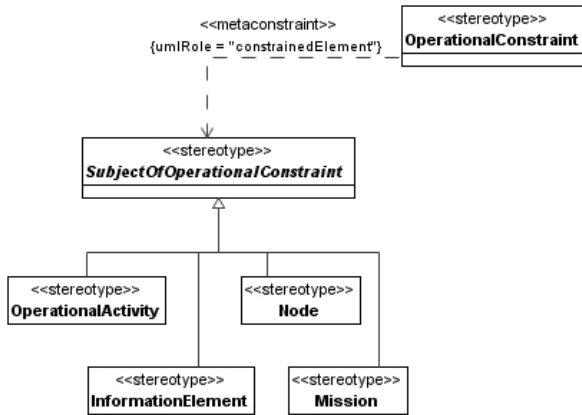 <<metaconstraint>>
{umlRole = "constrainedElement"}
<<stereotype>>
OperationalConstraint
<<stereotype>>
SubjectOfOperationalConstraint
<<stereotype>>
OperationalActivity
<<stereotype>>
Node
<<stereotype>>
InformationElement
<<stereotype>>
Mission